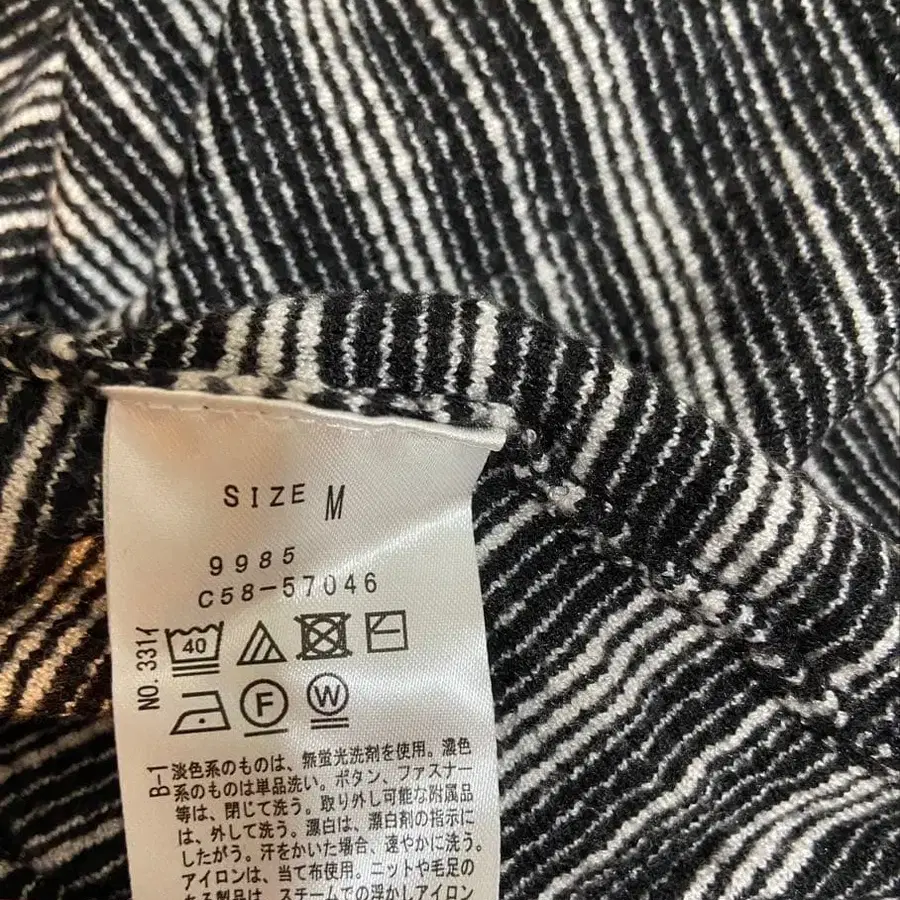 SIZE M
9985
C58-57046
NO. 331イ
40
F
W
B-1
淡色系のものは、無蛍光洗剤を使用。濃色
系のものは単品洗い。ボタン、ファスナー
等は、閉じて洗う。取り外し可能な附属品
は、外して洗う。漂白は、漂白剤の指示に
したがう。汗をかいた場合、速やかに洗う。
アイロンは、当て布使用。ニットや毛足の
ある製品は、スチームでの浮かしアイロン